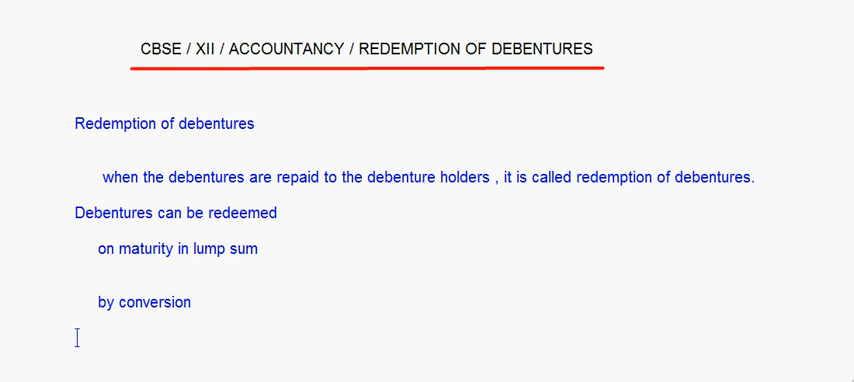 CBSE / XII / ACCOUNTANCY / REDEMPTION OF DEBENTURES
Redemption of debentures
when the debentures are repaid to the debenture holders , it is called redemption of debentures.
Debentures can be redeemed
on maturity in lump sum
by conversion